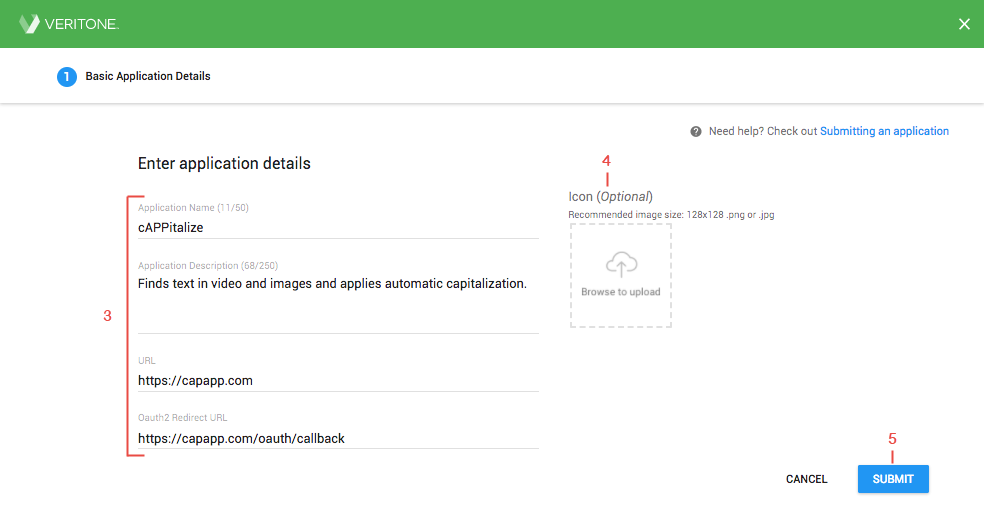 VERITONE.
1 Basic Application Details
Need help? Check out Submitting an application
Enter application details
4
Icon (Optional)
Recommended image size: 128x128 .png or .jpg
Browse to upload
3
Application Name (11/50)
cAPPitalize
Application Description (68/250)
Finds text in video and images and applies automatic capitalization.
URL
https://capapp.com
Oauth2 Redirect URL
https://capapp.com/oauth/callback
5
CANCEL SUBMIT